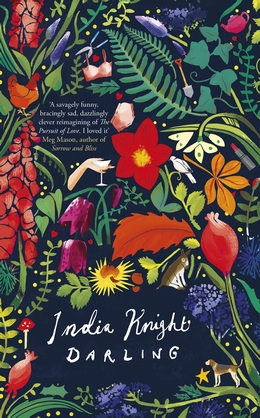 'A savagely funny,
bracingly sad, dazzlingly
clever reimagining of The
Pursuit of Love. I loved it'
Meg Mason, author of
Sorrow and Bliss
India Knight
DARLING